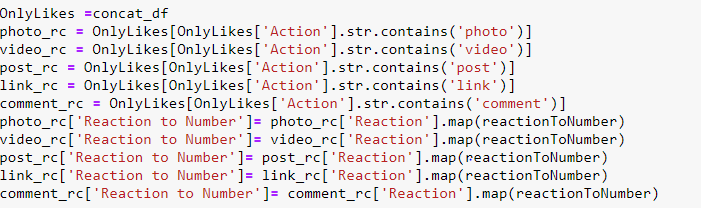 OnlyLikes =concat_df
photo_rc = OnlyLikes[OnlyLikes['Action'].str.contains('photo')]
video_rc = OnlyLikes[OnlyLikes['Action'].str.contains('video')]
post_rc = OnlyLikes[OnlyLikes['Action'].str.contains('post')]
link_rc = OnlyLikes[OnlyLikes['Action'].str.contains('link')]
comment_rc = OnlyLikes[OnlyLikes['Action'].str.contains('comment')]
photo_rc['Reaction to Number']= photo_rc['Reaction'].map(reactionToNumber)
video_rc['Reaction to Number']= video_rc['Reaction'].map(reactionToNumber)
post_rc['Reaction to Number']= post_rc['Reaction'].map(reactionToNumber)
link_rc['Reaction to Number']= link_rc['Reaction'].map(reactionToNumber)
comment_rc['Reaction to Number']= comment_rc['Reaction'].map(reactionToNumber)